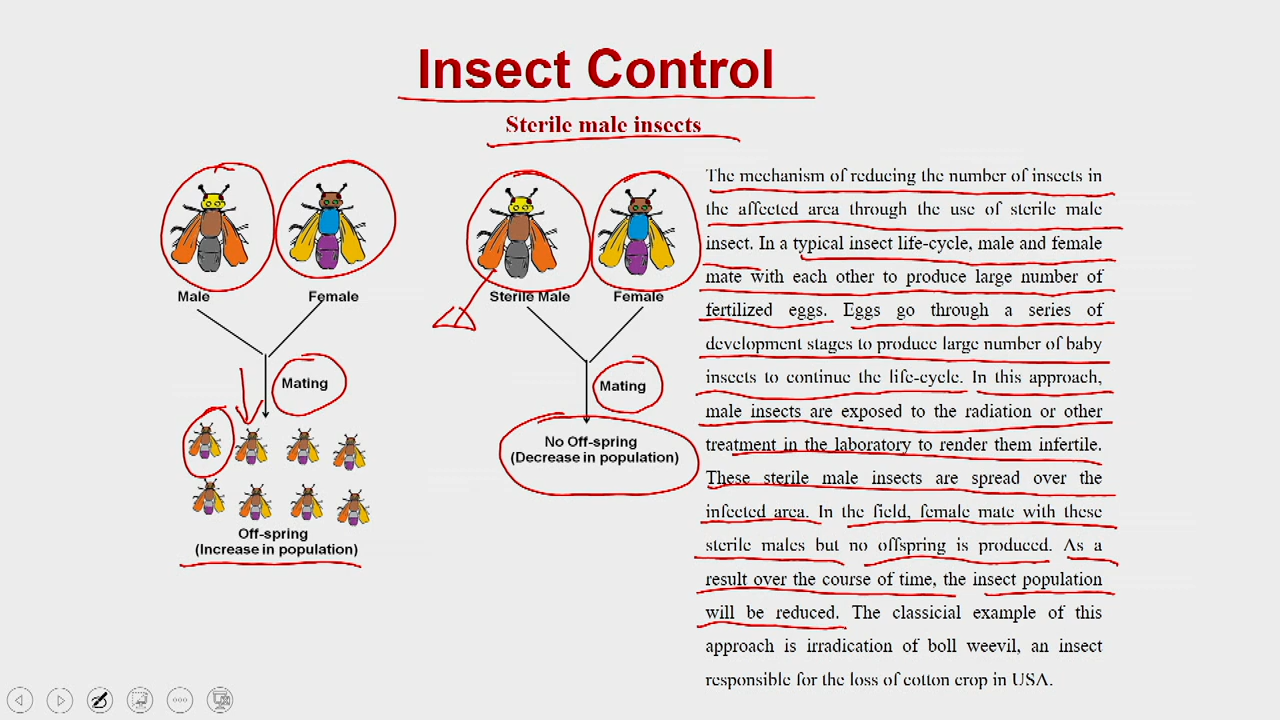 Insect Control
Sterile male insects
Male
Female
Mating
Off-spring
(Increase in population)
Sterile Male
Female
Mating
No Off-spring
(Decrease in population)
The mechanism of reducing the number of insects in
the affected area through the use of sterile male
insect. In a typical insect life-cycle, male and female
mate with each other to produce large number of
fertilized eggs. Eggs go through a series of
development stages to produce large number of baby
insects to continue the life-cycle. In this approach,
male insects are exposed to the radiation or other
treatment in the laboratory to render them infertile.
These sterile male insects are spread over the
infected area. In the field, female mate with these
sterile males but no offspring is produced. As a
result over the course of time, the insect population
will be reduced. The classicial example of this
approach is irradication of boll weevil, an insect
responsible for the loss of cotton crop in USA.